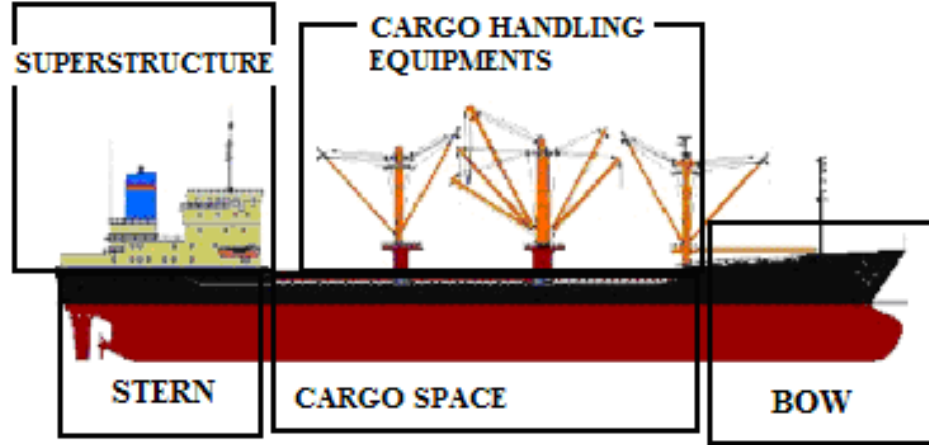 CARGO HANDLING
EQUIPMENTS
SUPERSTRUCTURE
STERN
CARGO SPACE
BOW